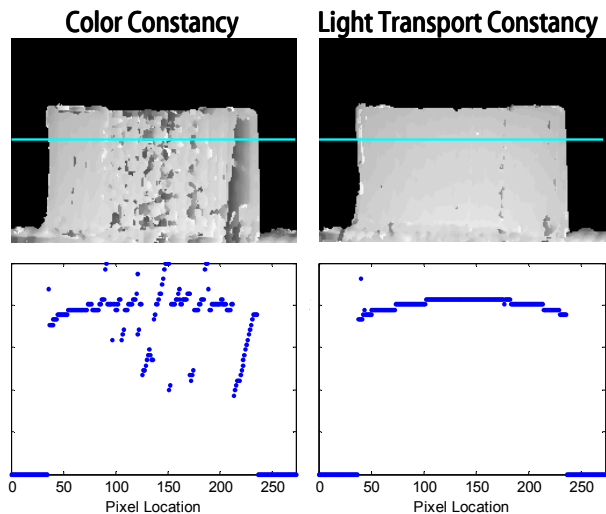 Color Constancy
Light Transport Constancy
0 50 100 150 200 250
0 50 100 150 200 250
Pixel Location
Pixel Location